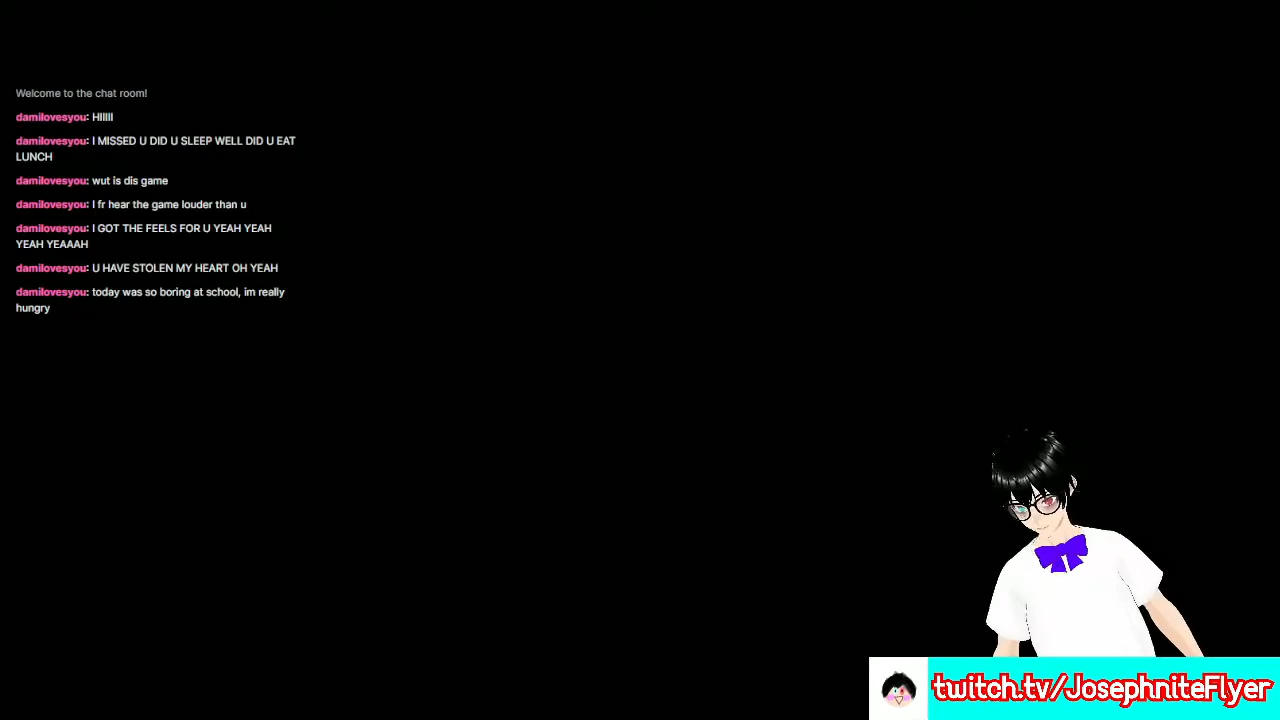 Welcome to the chat room!
damilovesyou: HIIIII
damilovesyou: I MISSED U DID U SLEEP WELL DID U EAT
LUNCH
damilovesyou: wut is dis game
damilovesyou: I fr hear the game louder than u
damilovesyou: I GOT THE FEELS FOR U YEAH YEAH
YEAH YEAAAH
damilovesyou: U HAVE STOLEN MY HEART OH YEAH
damilovesyou: today was so boring at school, im really
hungry
twitch.tv/JosephniteFlyer